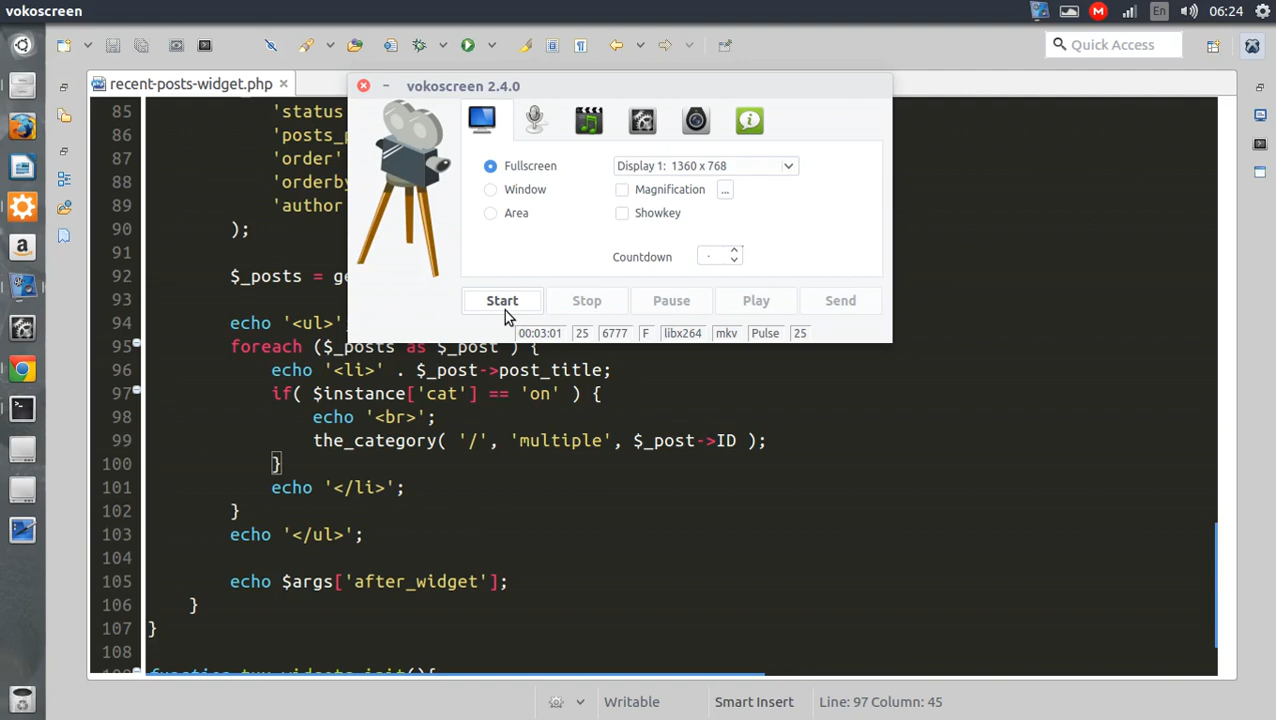 vokoscreen
En
06:24
Quick Access
recent-posts-widget.php
vokoscreen 2.4.0
Fullscreen
Display 1: 1360 x 768
Window
Magnification
...
Area
Showkey
Countdown
Start
Stop
Pause
Play
Send
00:03:01
25
6777
F
libx264
mkv
Pulse
25
85 'status
86 'posts_p
87 'order'
88 'orderby
89 'author
90 );
91
92 $_posts = ge
93
94 echo '<ul>'
95 foreach ($_posts as $_post ) {
96 echo '<li>' . $_post->post_title;
97 if( $instance['cat'] == 'on' ) {
98 echo '<br>';
99 the_category( '/', 'multiple', $_post->ID );
100 }
101 echo '</li>';
102 }
103 echo '</ul>';
104
105 echo $args['after_widget'];
106 }
107 }
108
Writable
Smart Insert
Line: 97 Column: 45